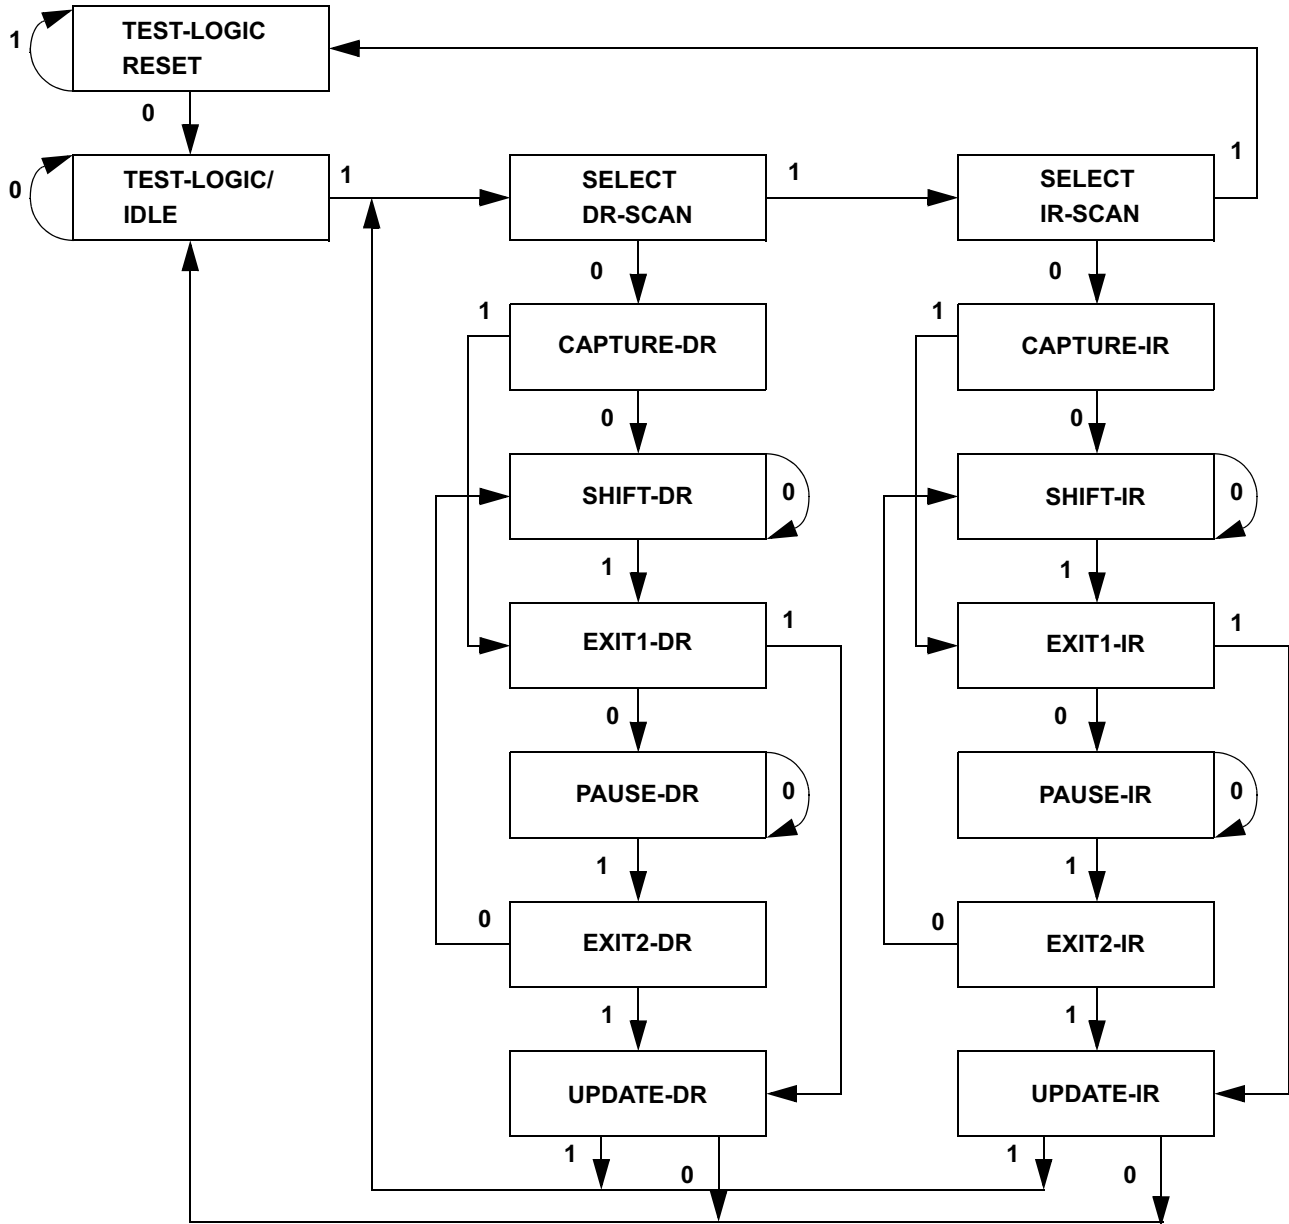 TEST-LOGIC
RESET
1
0
TEST-LOGIC/
IDLE
0
1
SELECT
DR-SCAN
1
SELECT
IR-SCAN
1
0
0
1
CAPTURE-DR
1
CAPTURE-IR
0
0
SHIFT-DR
0
SHIFT-IR
0
1
1
EXIT1-DR
1
EXIT1-IR
1
0
0
PAUSE-DR
0
PAUSE-IR
0
1
1
0
EXIT2-DR
0
EXIT2-IR
1
1
UPDATE-DR
UPDATE-IR
1
0
1
0